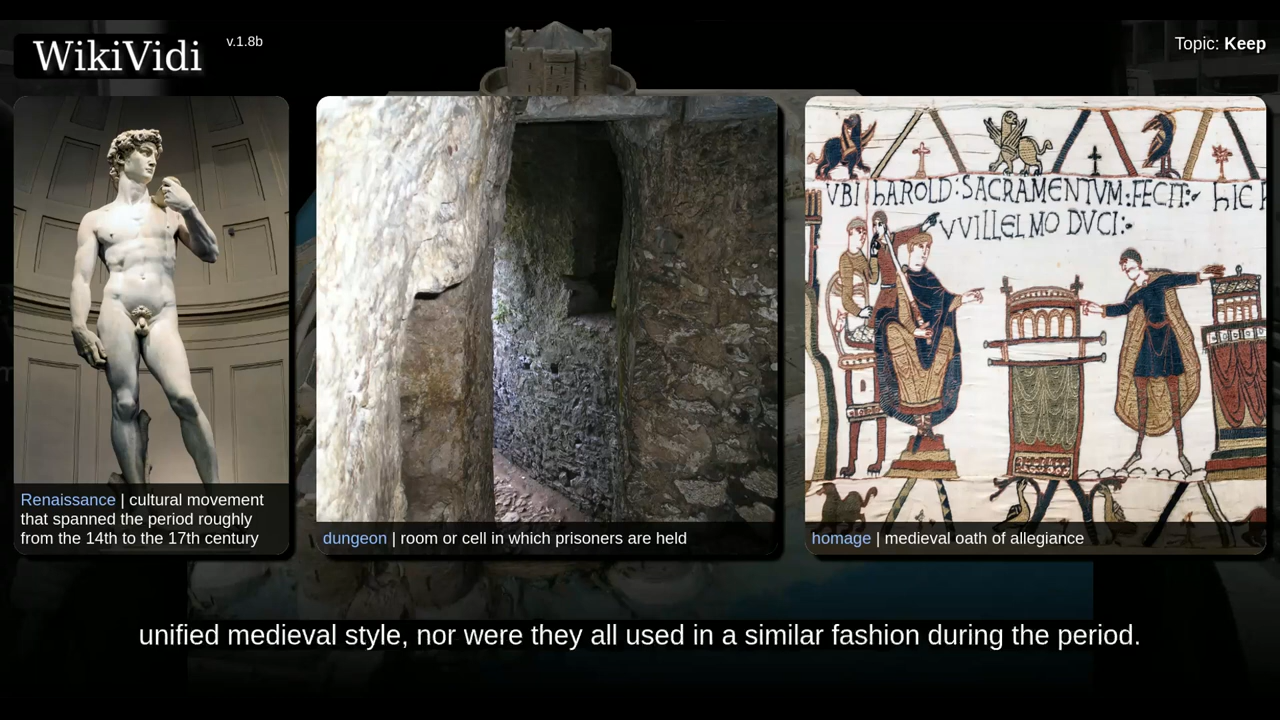 WikiVidi
v.1.8b
Topic: Keep
VBI hAROLD:SACRAMENTVM:FECIT:
hIC
VVILLELMO DVCI:
Renaissance | cultural movement
that spanned the period roughly
from the 14th to the 17th century
dungeon | room or cell in which prisoners are held
homage | medieval oath of allegiance
unified medieval style, nor were they all used in a similar fashion during the period.